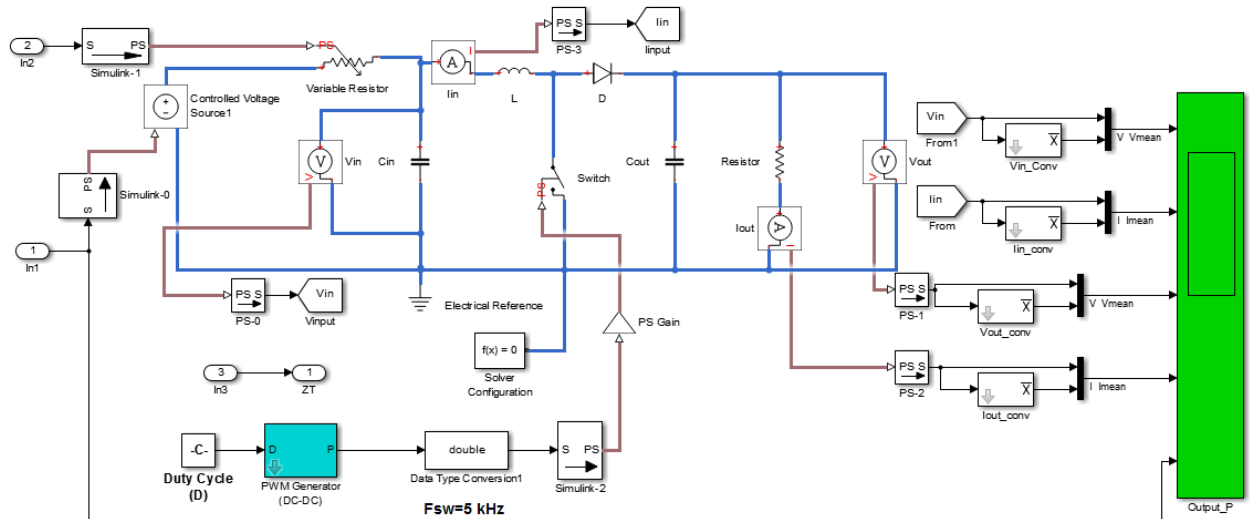 2
In2
S PS
Simulink-1
PS
Variable Resistor
A
I
Iin
PS S
PS-3
Iin
Iinput
L
D
+
-
Controlled Voltage
Source1
PS
S
Simulink-0
1
In1
V
V
Vin
Cin
PS
Switch
Cout
Resistor
Iout
A
I
V
V
Vout
Electrical Reference
PS S
PS-0
Vin
Vinput
PS Gain
f(x) = 0
Solver
Configuration
3
In3
1
ZT
-C-
Duty Cycle
(D)
D P
PWM Generator
(DC-DC)
double
Data Type Conversion1
S PS
Simulink-2
Fsw=5 kHz
Vin
From1
X
Vin_Conv
V Vmean
Iin
From
X
Iin_conv
I Imean
PS S
PS-1
X
Vout_conv
V Vmean
PS S
PS-2
X
Iout_conv
I Imean
Output_P